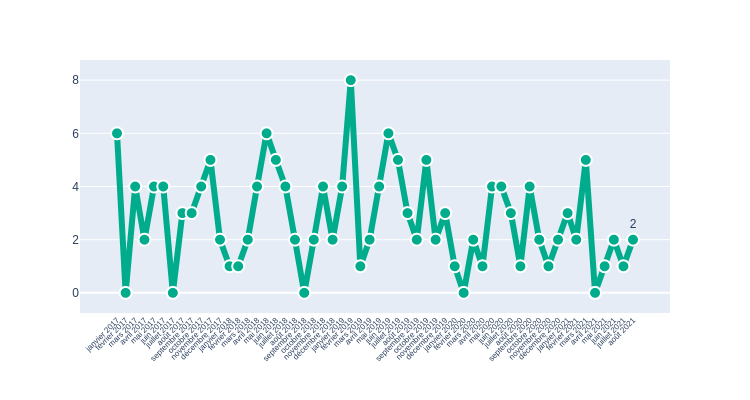 8
6
4
2
0
2
janvier 2017
février 2017
mars 2017
avril 2017
mai 2017
juin 2017
juillet 2017
août 2017
septembre 2017
octobre 2017
novembre 2017
décembre 2017
janvier 2018
février 2018
mars 2018
avril 2018
mai 2018
juin 2018
juillet 2018
août 2018
septembre 2018
octobre 2018
novembre 2018
décembre 2018
janvier 2019
février 2019
mars 2019
avril 2019
mai 2019
juin 2019
juillet 2019
août 2019
septembre 2019
octobre 2019
novembre 2019
décembre 2019
janvier 2020
février 2020
mars 2020
avril 2020
mai 2020
juin 2020
juillet 2020
août 2020
septembre 2020
octobre 2020
novembre 2020
décembre 2020
janvier 2021
février 2021
mars 2021
avril 2021
mai 2021
juin 2021
juillet 2021
août 2021